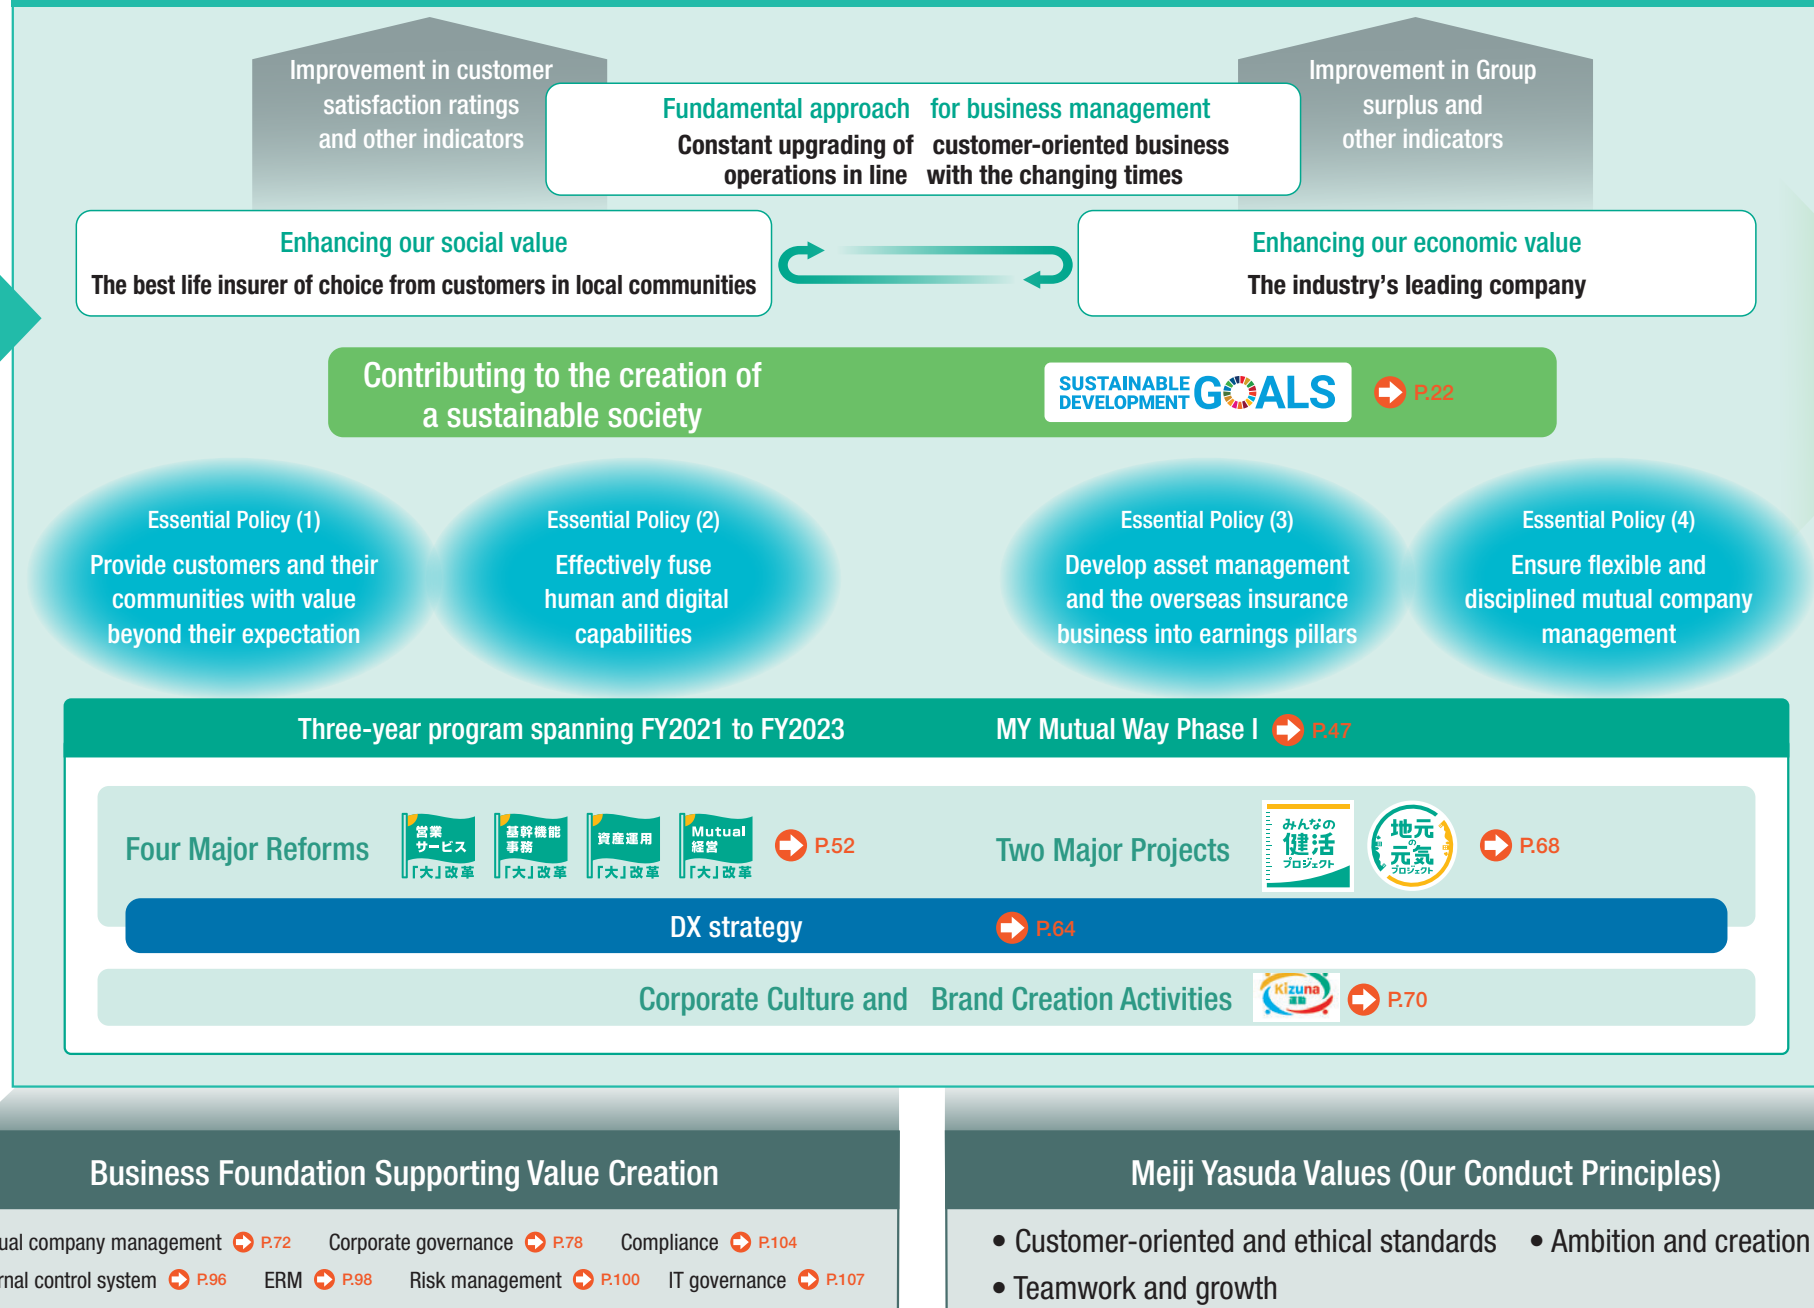 Improvement in customer
satisfaction ratings
and other indicators
Improvement in Group
surplus and
other indicators
Fundamental approach for business management
Constant upgrading of customer-oriented business
operations in line with the changing times
Enhancing our social value
The best life insurer of choice from customers in local communities
Enhancing our economic value
The industry's leading company
Contributing to the creation of
a sustainable society
SUSTAINABLE
DEVELOPMENT GOALS
P.22
Essential Policy (1)
Provide customers and their
communities with value
beyond their expectation
Essential Policy (2)
Effectively fuse
human and digital
capabilities
Essential Policy (3)
Develop asset management
and the overseas insurance
business into earnings pillars
Essential Policy (4)
Ensure flexible and
disciplined mutual company
management
Three-year program spanning FY2021 to FY2023 MY Mutual Way Phase I P.47
Four Major Reforms
営業
サービス
「大」改革
基幹機能
事務
「大」改革
資産運用
「大」改革
Mutual
経営
「大」改革
P.52
Two Major Projects
みんなの
健活
プロジェクト
地元
の
元気
プロジェクト
P.68
DX strategy P.64
Corporate Culture and Brand Creation Activities
Kizuna
運動
P.70
Business Foundation Supporting Value Creation
ual company management P.72 Corporate governance P.78 Compliance P.104
rnal control system P.96 ERM P.98 Risk management P.100 IT governance P.107
Meiji Yasuda Values (Our Conduct Principles)
• Customer-oriented and ethical standards • Ambition and creation
• Teamwork and growth